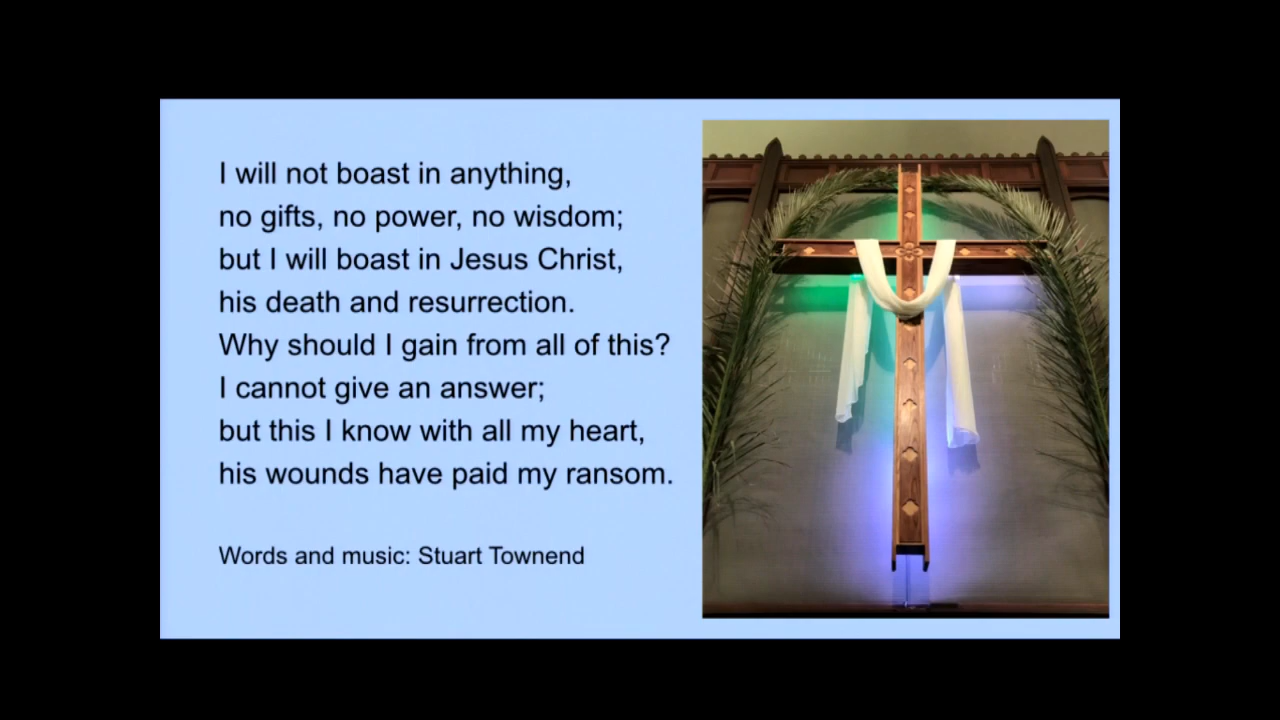 I will not boast in anything,
no gifts, no power, no wisdom;
but I will boast in Jesus Christ,
his death and resurrection.
Why should I gain from all of this?
I cannot give an answer;
but this I know with all my heart,
his wounds have paid my ransom.
Words and music: Stuart Townend